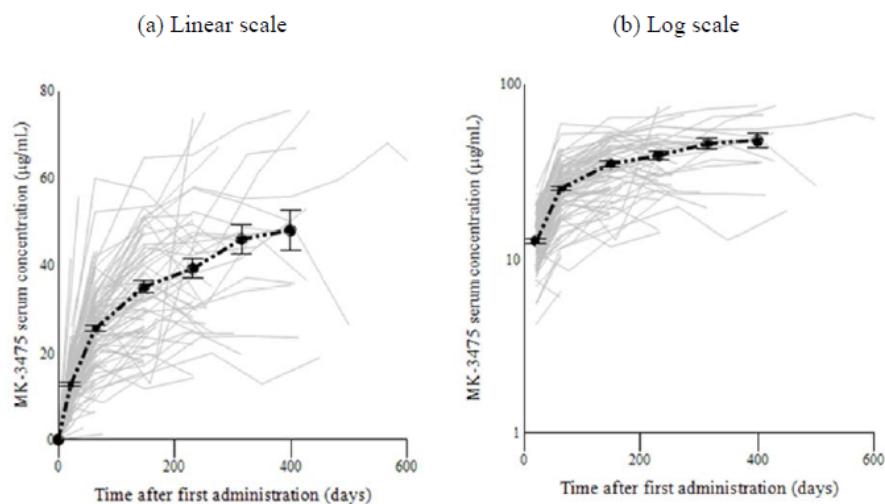 (a) Linear scale
(b) Log scale
80
60
40
20
0
MK-3475 serum concentration (µg/mL)
0
200
400
600
Time after first administration (days)
100
10
1
MK-3475 serum concentration (µg/mL)
0
200
400
600
Time after first administration (days)